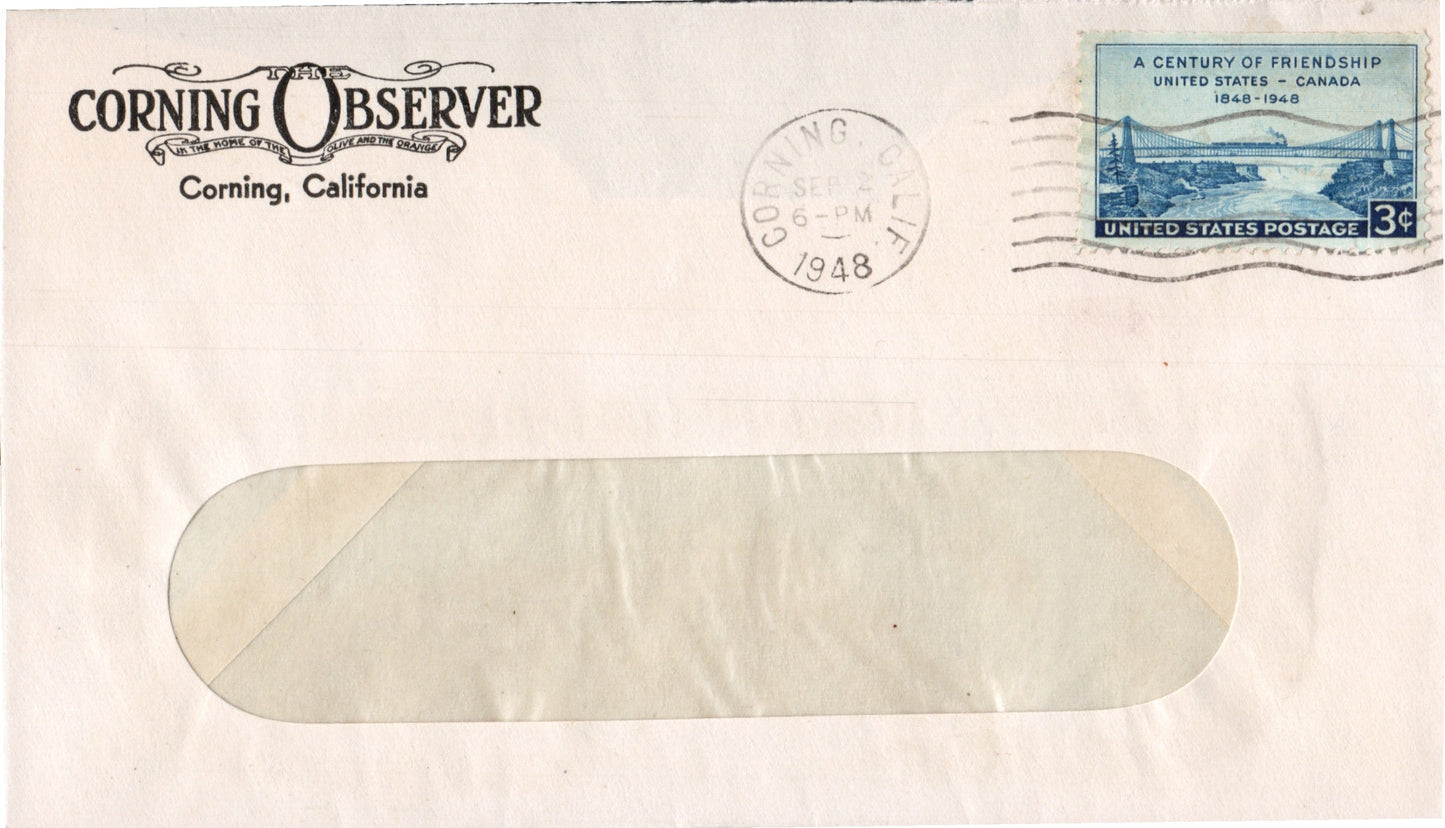 THE
CORNING OBSERVER
IN THE HOME OF THE OLIVE AND THE ORANGE
Corning, California
CORNING, CALIF.
SEP 2
6-PM
1948
A CENTURY OF FRIENDSHIP
UNITED STATES - CANADA
1848-1948
UNITED STATES POSTAGE 3¢